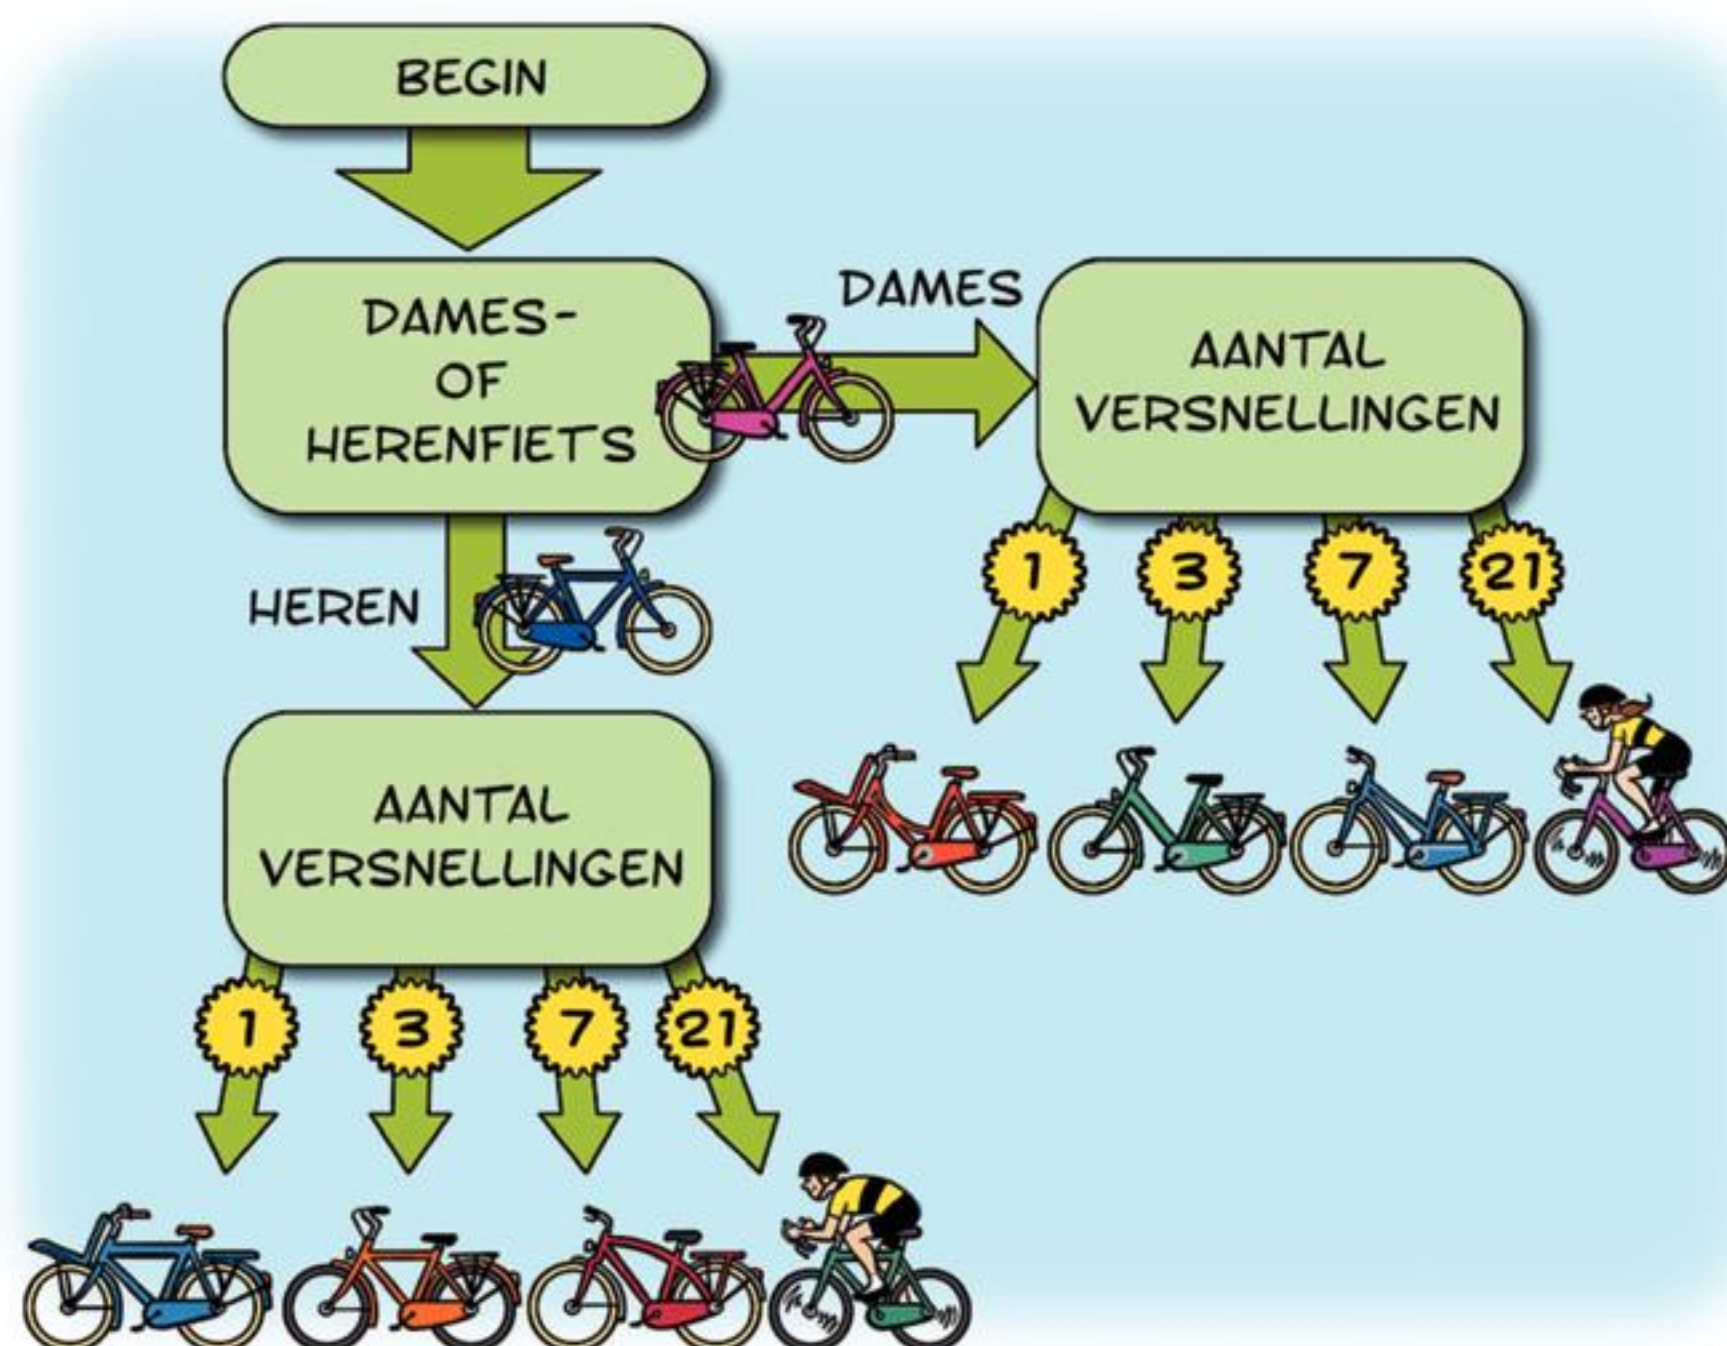 BEGIN
DAMES-
OF
HERENFIETS
DAMES
AANTAL
VERSNELLINGEN
1 3 7 21
HEREN
AANTAL
VERSNELLINGEN
1 3 7 21